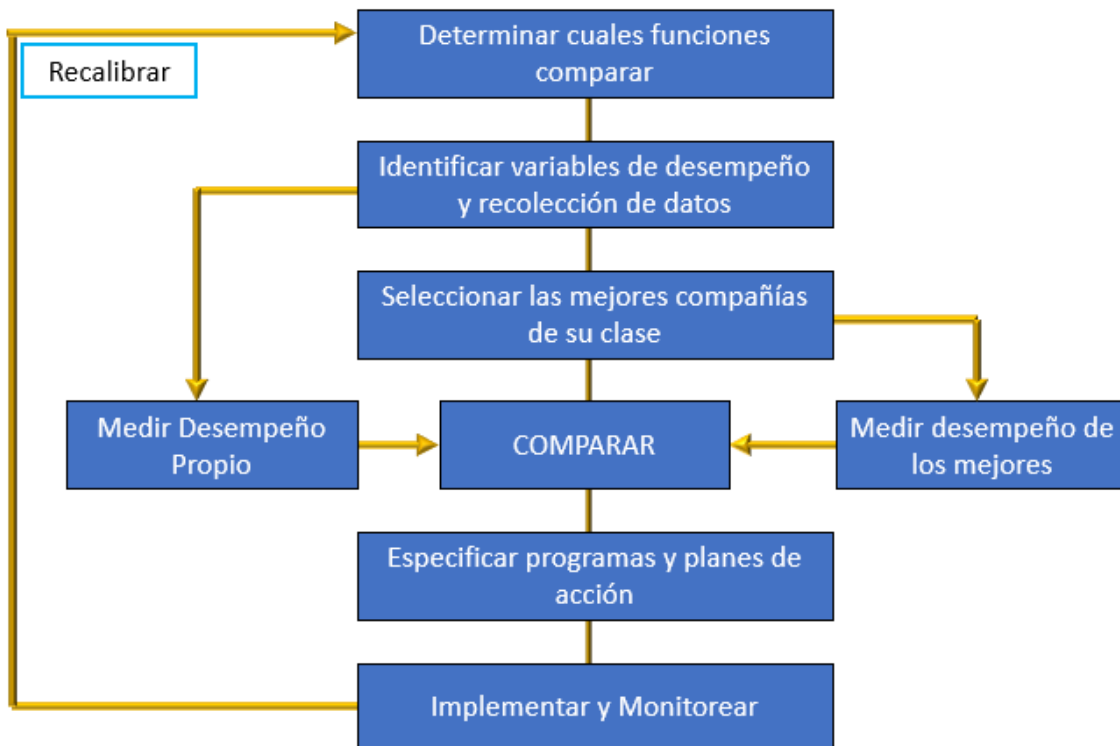 Determinar cuales funciones
comparar
Recalibrar
Identificar variables de desempeño
y recolección de datos
Seleccionar las mejores compañías
de su clase
Medir Desempeño
Propio
COMPARAR
Medir desempeño de
los mejores
Especificar programas y planes de
acción
Implementar y Monitorear